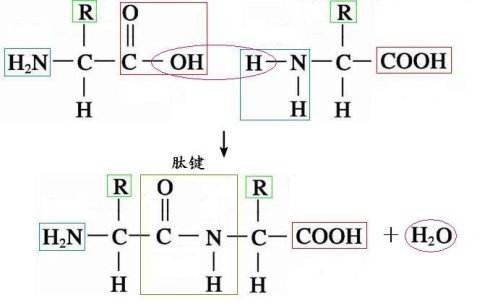 R O R
H₂N—C—C—OH H—N—C—COOH
H H H
肽键
R O R
H₂N—C—C—N—C—COOH + H₂O
H H H